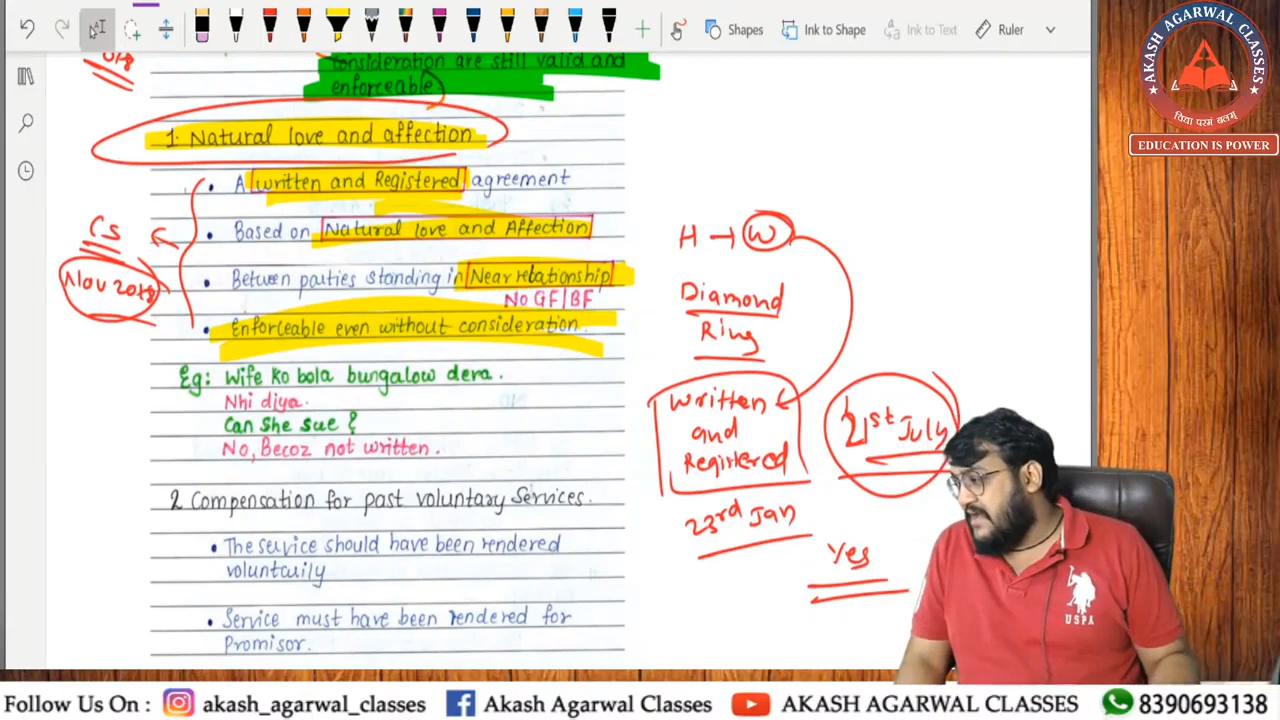 Shapes
Ink to Shape
Ink to Text
Ruler
consideration are still valid and
enforceable
1. Natural love and affection
• A written and Registered agreement
• Based on Natural love and Affection
• Between parties standing in Near relationship
No GF/BF
• Enforceable even without consideration.
Eg: Wife ko bola bungalow dera.
Nhi diya.
Can she sue ?
No, Becoz not written.
2 Compensation for past voluntary Services.
• The service should have been rendered
voluntarily
• Service must have been rendered for
Promisor.
Cs
Nov 2018
H → W
Diamond
Ring
Written
and
Registered
23rd Jan
21st July
Yes
AKASH AGARWAL CLASSES
विद्या परमं बलम्
EDUCATION IS POWER
USPA
Follow Us On :
akash_agarwal_classes
Akash Agarwal Classes
AKASH AGARWAL CLASSES
8390693138